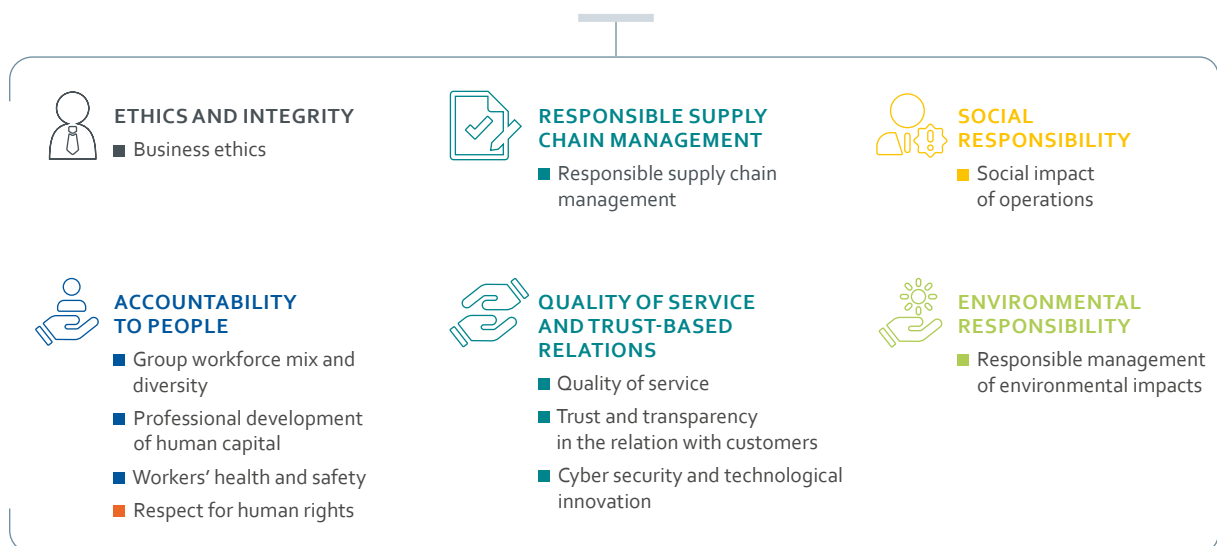 ETHICS AND INTEGRITY
Business ethics
RESPONSIBLE SUPPLY
CHAIN MANAGEMENT
Responsible supply chain
management
SOCIAL
RESPONSIBILITY
Social impact
of operations
ACCOUNTABILITY
TO PEOPLE
Group workforce mix and
diversity
Professional development
of human capital
Workers’ health and safety
Respect for human rights
QUALITY OF SERVICE
AND TRUST-BASED
RELATIONS
Quality of service
Trust and transparency
in the relation with customers
Cyber security and technological
innovation
ENVIRONMENTAL
RESPONSIBILITY
Responsible management
of environmental impacts